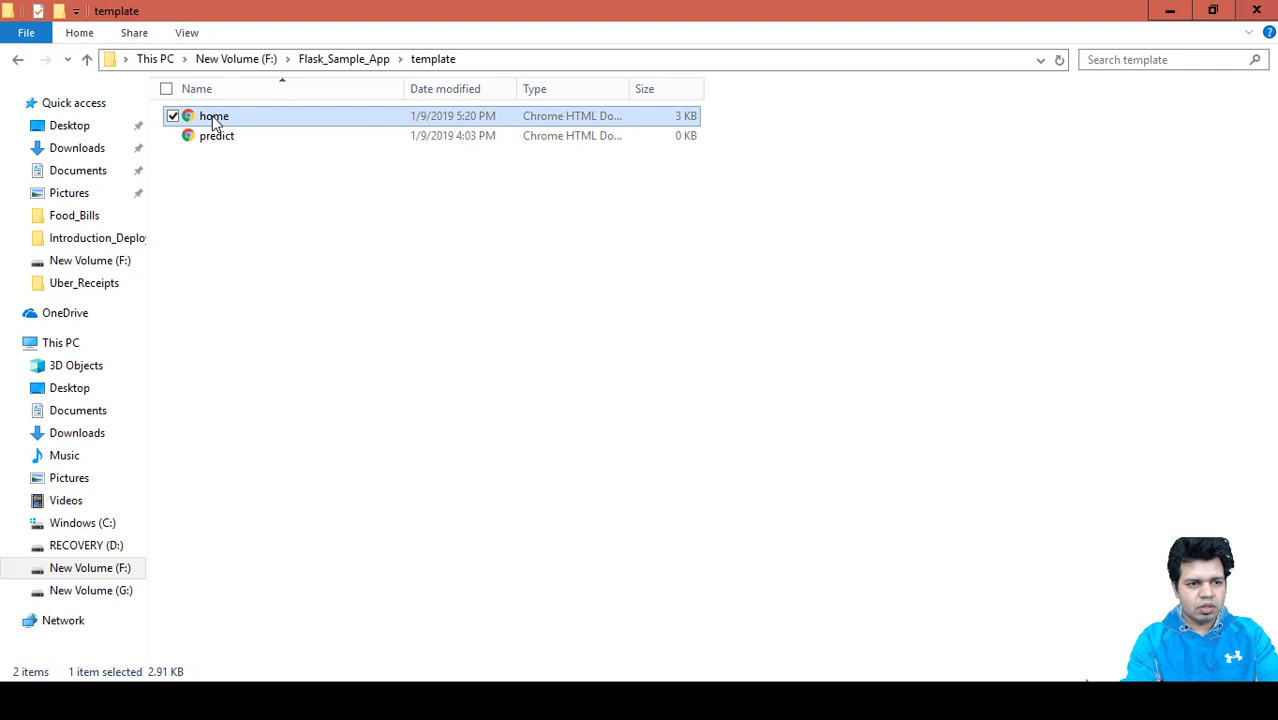 template
File Home Share View
This PC New Volume (F:) Flask_Sample_App template Search template
Name Date modified Type Size
Quick access
home 1/9/2019 5:20 PM Chrome HTML Do... 3 KB
Desktop
predict 1/9/2019 4:03 PM Chrome HTML Do... 0 KB
Downloads
Documents
Pictures
Food_Bills
Introduction_Deplo
New Volume (F:)
Uber_Receipts
OneDrive
This PC
3D Objects
Desktop
Documents
Downloads
Music
Pictures
Videos
Windows (C:)
RECOVERY (D:)
New Volume (F:)
New Volume (G:)
Network
2 items 1 item selected 2.91 KB